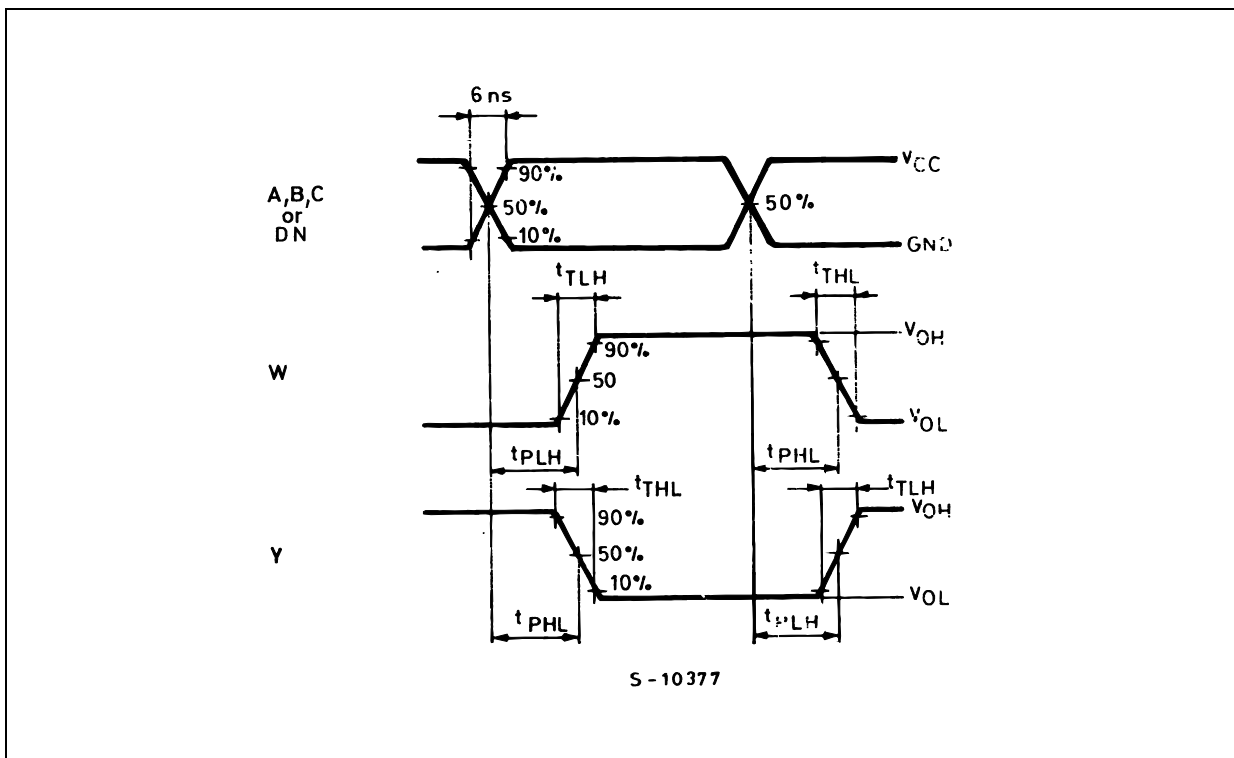 6 ns
A,B,C
or
DN
90%
50%
10%
50%
VCC
GND
tTLH
tTHL
W
90%
50
10%
VOH
VOL
tPLH
tPHL
tTHL
tTLH
Y
90%
50%
10%
VOH
VOL
tPHL
tPLH
S-10377